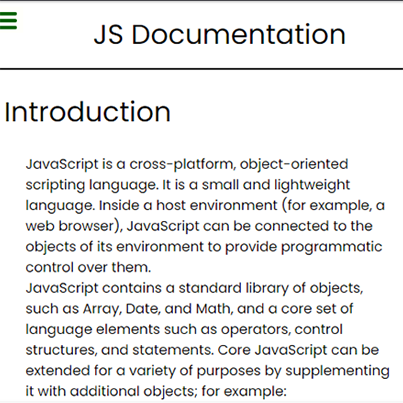 JS Documentation
Introduction
JavaScript is a cross-platform, object-oriented
scripting language. It is a small and lightweight
language. Inside a host environment (for example, a
web browser), JavaScript can be connected to the
objects of its environment to provide programmatic
control over them.
JavaScript contains a standard library of objects,
such as Array, Date, and Math, and a core set of
language elements such as operators, control
structures, and statements. Core JavaScript can be
extended for a variety of purposes by supplementing
it with additional objects; for example: